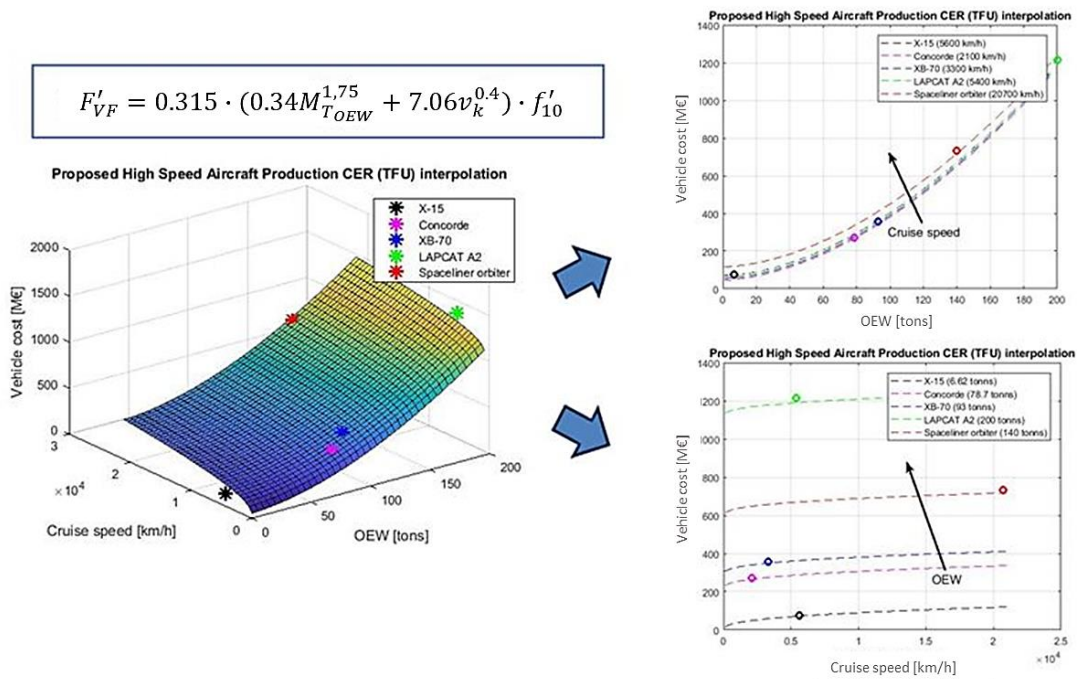 F'_{VF} = 0.315 · (0.34M_{T_{OEW}}^{1,75} + 7.06v_k^{0.4}) · f'_{10}
Proposed High Speed Aircraft Production CER (TFU) interpolation
X-15
Concorde
XB-70
LAPCAT A2
Spaceliner orbiter
Vehicle cost [M€]
2000
1500
1000
500
0
3
2
1
0
× 10^4
Cruise speed [km/h]
0
50
100
150
200
OEW [tons]
Proposed High Speed Aircraft Production CER (TFU) interpolation
X-15 (5600 km/h)
Concorde (2100 km/h)
XB-70 (3300 km/h)
LAPCAT A2 (5400 km/h)
Spaceliner orbiter (20700 km/h)
Vehicle cost [M€]
1400
1200
1000
800
600
400
200
0
Cruise speed
0 20 40 60 80 100 120 140 160 180 200
OEW [tons]
Proposed High Speed Aircraft Production CER (TFU) interpolation
X-15 (6.62 tonns)
Concorde (78.7 tonns)
XB-70 (93 tonns)
LAPCAT A2 (200 tonns)
Spaceliner orbiter (140 tonns)
Vehicle cost [M€]
1400
1200
1000
800
600
400
200
0
OEW
0 0.5 1 1.5 2 2.5
× 10^4
Cruise speed [km/h]